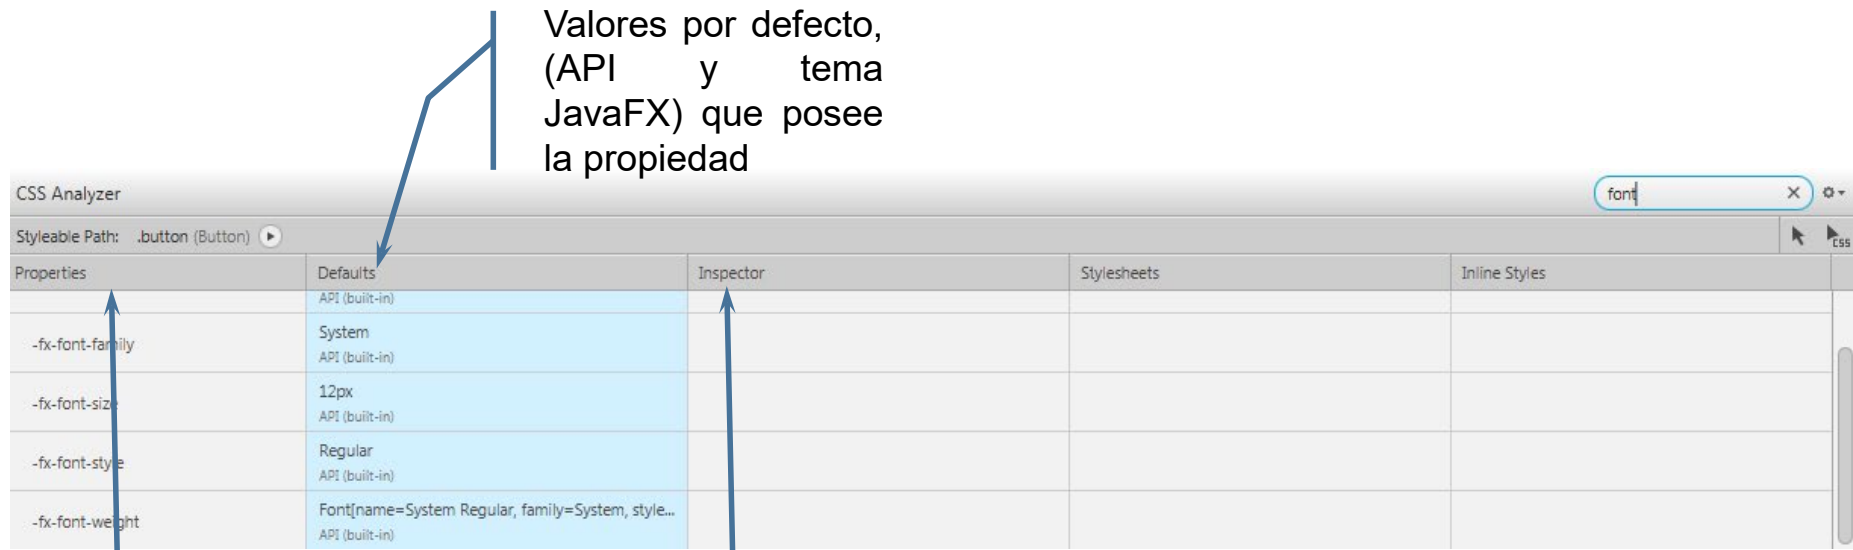 Valores por defecto,
(API y tema
JavaFX) que posee
la propiedad
CSS Analyzer
font
Styleable Path: .button (Button)
css
Properties Defaults Inspector Stylesheets Inline Styles
API (built-in)
-fx-font-family System
API (built-in)
-fx-font-size 12px
API (built-in)
-fx-font-style Regular
API (built-in)
-fx-font-weight Font[name=System Regular, family=System, style...
API (built-in)